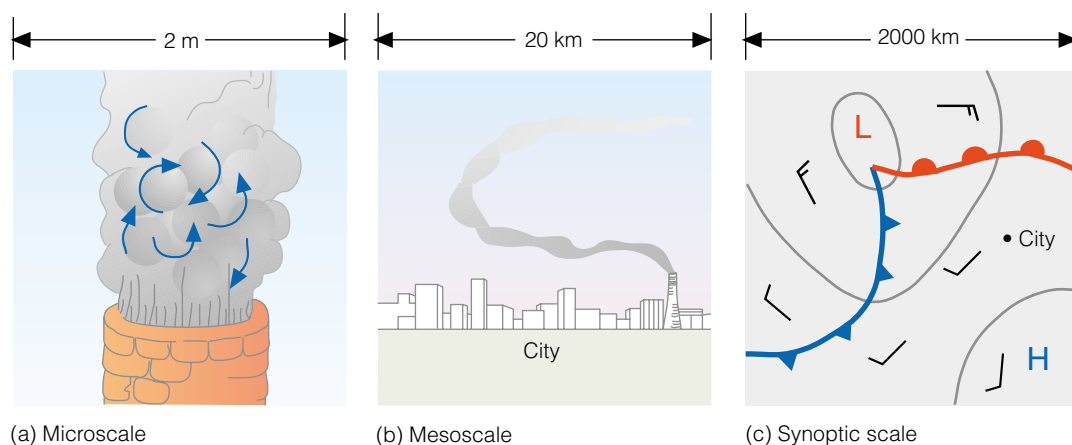 2 m
20 km
2000 km
L
City
City
H
(a) Microscale
(b) Mesoscale
(c) Synoptic scale